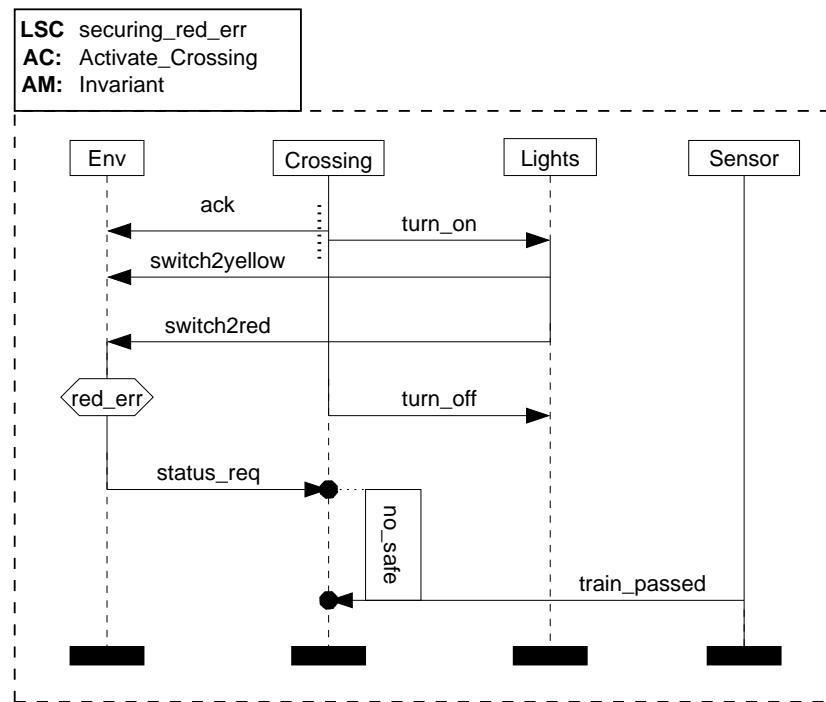 LSC securing_red_err
AC: Activate_Crossing
AM: Invariant
Env Crossing Lights Sensor
ack
turn_on
switch2yellow
switch2red
red_err
turn_off
status_req
no_safe
train_passed